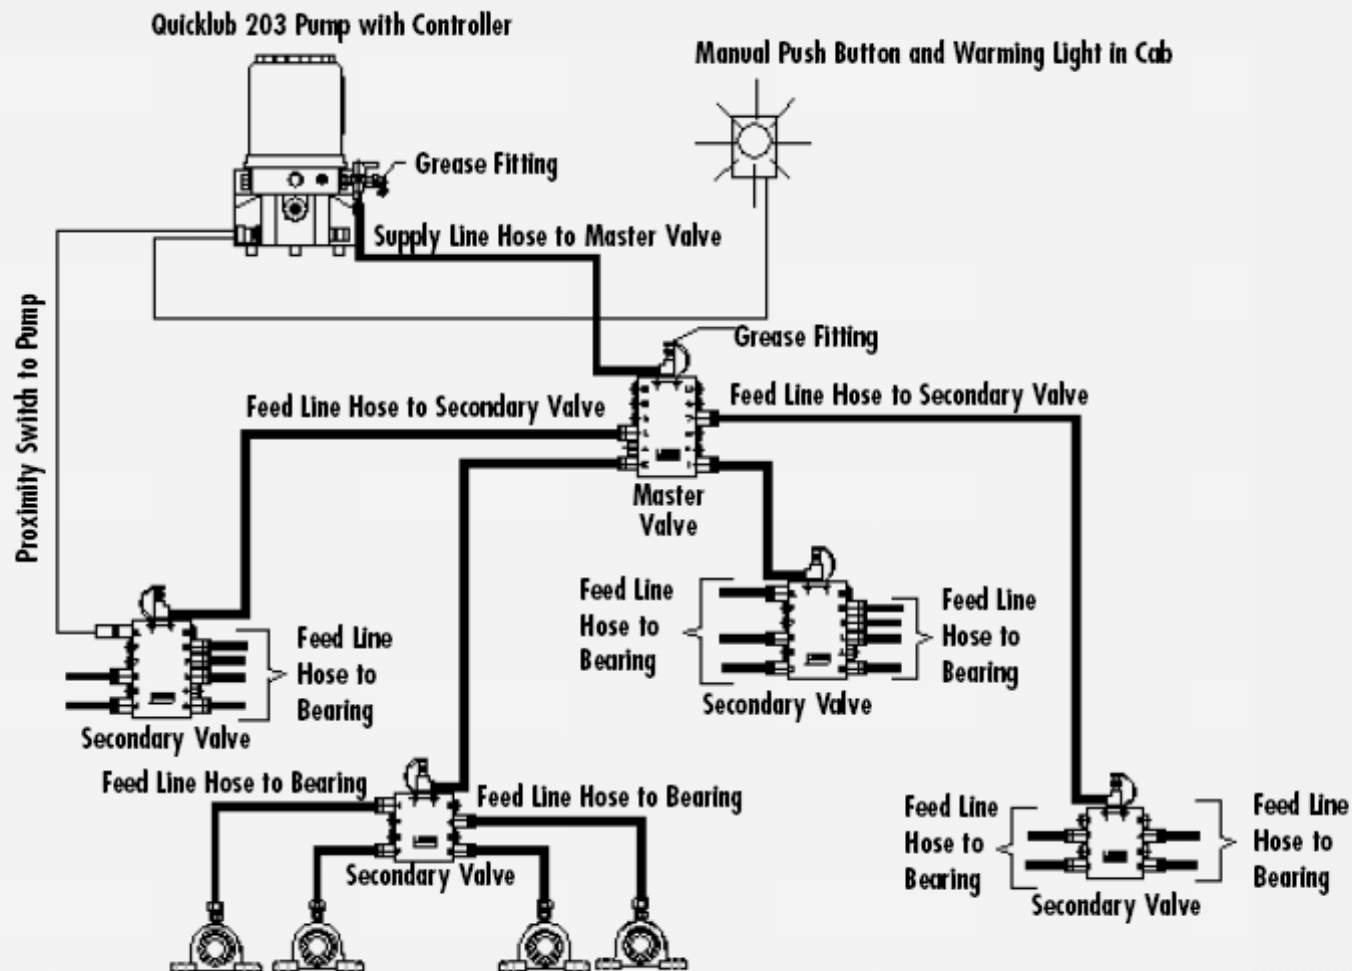 Quicklub 203 Pump with Controller
Manual Push Button and Warming Light in Cab
Grease Fitting
Supply Line Hose to Master Valve
Proximity Switch to Pump
Grease Fitting
Feed Line Hose to Secondary Valve
Feed Line Hose to Secondary Valve
Master
Valve
Feed Line
Hose to
Bearing
Secondary Valve
Feed Line
Hose to
Bearing
Feed Line
Hose to
Bearing
Secondary Valve
Feed Line Hose to Bearing
Feed Line Hose to Bearing
Secondary Valve
Feed Line
Hose to
Bearing
Feed Line
Hose to
Bearing
Secondary Valve